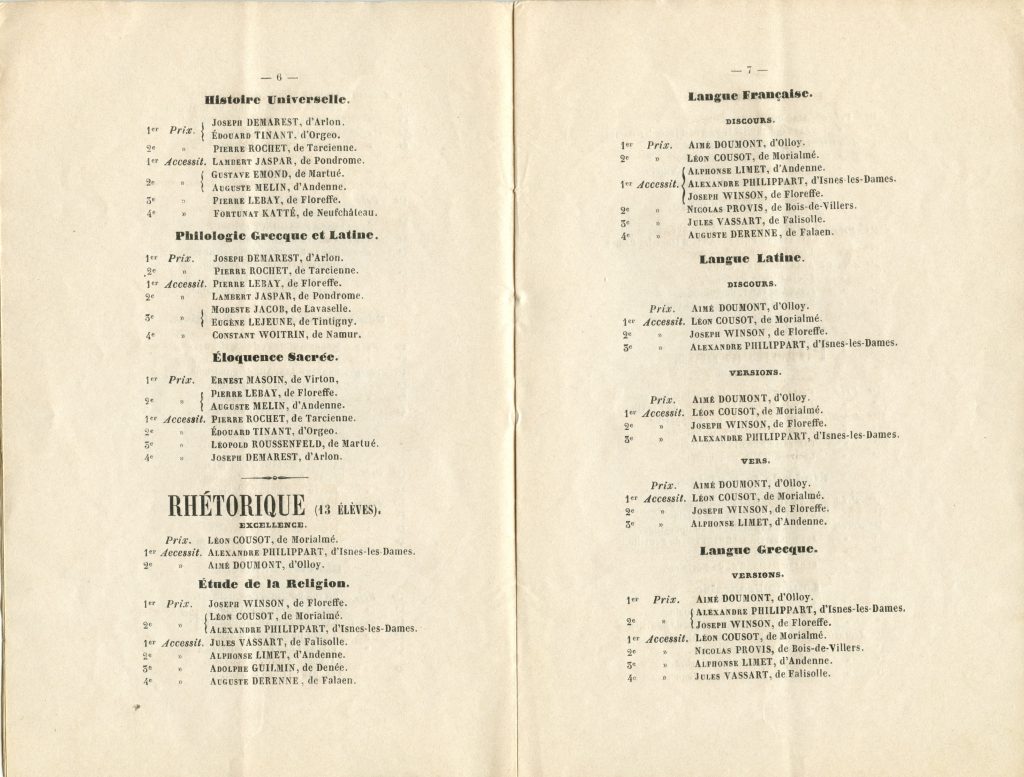 — 6 —
Histoire Universelle.
1er Prix. { JOSEPH DEMAREST, d'Arlon.
ÉDOUARD TINANT, d'Orgeo.
2e » PIERRE ROCHET, de Tarcienne.
1er Accessit. LAMBERT JASPAR, de Pondrome.
2e » { GUSTAVE EMOND, de Martué.
AUGUSTE MELIN, d'Andenne.
3e » PIERRE LEBAY, de Floreffe.
4e » FORTUNAT KATTÉ, de Neufchâteau.
Philologie Grecque et Latine.
1er Prix. JOSEPH DEMAREST, d'Arlon.
2e » PIERRE ROCHET, de Tarcienne.
1er Accessit. PIERRE LEBAY, de Floreffe.
2e » LAMBERT JASPAR, de Pondrome.
3e » { MODESTE JACOB, de Lavaselle.
EUGÈNE LEJEUNE, de Tintigny.
4e » CONSTANT WOITRIN, de Namur.
Éloquence Sacrée.
1er Prix. ERNEST MASOIN, de Virton,
2e » { PIERRE LEBAY, de Floreffe.
AUGUSTE MELIN, d'Andenne.
1er Accessit. PIERRE ROCHET, de Tarcienne.
2e » ÉDOUARD TINANT, d'Orgeo.
3e » LÉOPOLD ROUSSENFELD, de Martué.
4e » JOSEPH DEMAREST, d'Arlon.
RHÉTORIQUE (13 ÉLÈVES).
EXCELLENCE.
Prix. LÉON COUSOT, de Morialmé.
1er Accessit. ALEXANDRE PHILIPPART, d'Isnes-les-Dames.
2e » AIMÉ DOUMONT, d'Olloy.
Étude de la Religion.
1er Prix. JOSEPH WINSON, de Floreffe.
2e » { LÉON COUSOT, de Morialmé.
ALEXANDRE PHILIPPART, d'Isnes-les-Dames.
1er Accessit. JULES VASSART, de Falisolle.
2e » ALPHONSE LIMET, d'Andenne.
3e » ADOLPHE GUILMIN, de Denée.
4e » AUGUSTE DERENNE, de Falaen.
— 7 —
Langue Française.
DISCOURS.
1er Prix. AIMÉ DOUMONT, d'Olloy.
2e » LÉON COUSOT, de Morialmé.
1er Accessit. { ALPHONSE LIMET, d'Andenne.
ALEXANDRE PHILIPPART, d'Isnes-les-Dames.
JOSEPH WINSON, de Floreffe.
2e » NICOLAS PROVIS, de Bois-de-Villers.
3e » JULES VASSART, de Falisolle.
4e » AUGUSTE DERENNE, de Falaen.
Langue Latine.
DISCOURS.
Prix. AIMÉ DOUMONT, d'Olloy.
1er Accessit. LÉON COUSOT, de Morialmé.
2e » JOSEPH WINSON, de Floreffe.
3e » ALEXANDRE PHILIPPART, d'Isnes-les-Dames.
VERSIONS.
Prix. AIMÉ DOUMONT, d'Olloy.
1er Accessit. LÉON COUSOT, de Morialmé.
2e » JOSEPH WINSON, de Floreffe.
3e » ALEXANDRE PHILIPPART, d'Isnes-les-Dames.
VERS.
Prix. AIMÉ DOUMONT, d'Olloy.
1er Accessit. LÉON COUSOT, de Morialmé.
2e » JOSEPH WINSON, de Floreffe.
3e » ALPHONSE LIMET, d'Andenne.
Langue Grecque.
VERSIONS.
1er Prix. AIMÉ DOUMONT, d'Olloy.
2e » { ALEXANDRE PHILIPPART, d'Isnes-les-Dames.
JOSEPH WINSON, de Floreffe.
1er Accessit. LÉON COUSOT, de Morialmé.
2e » NICOLAS PROVIS, de Bois-de-Villers.
3e » ALPHONSE LIMET, d'Andenne.
4e » JULES VASSART, de Falisolle.